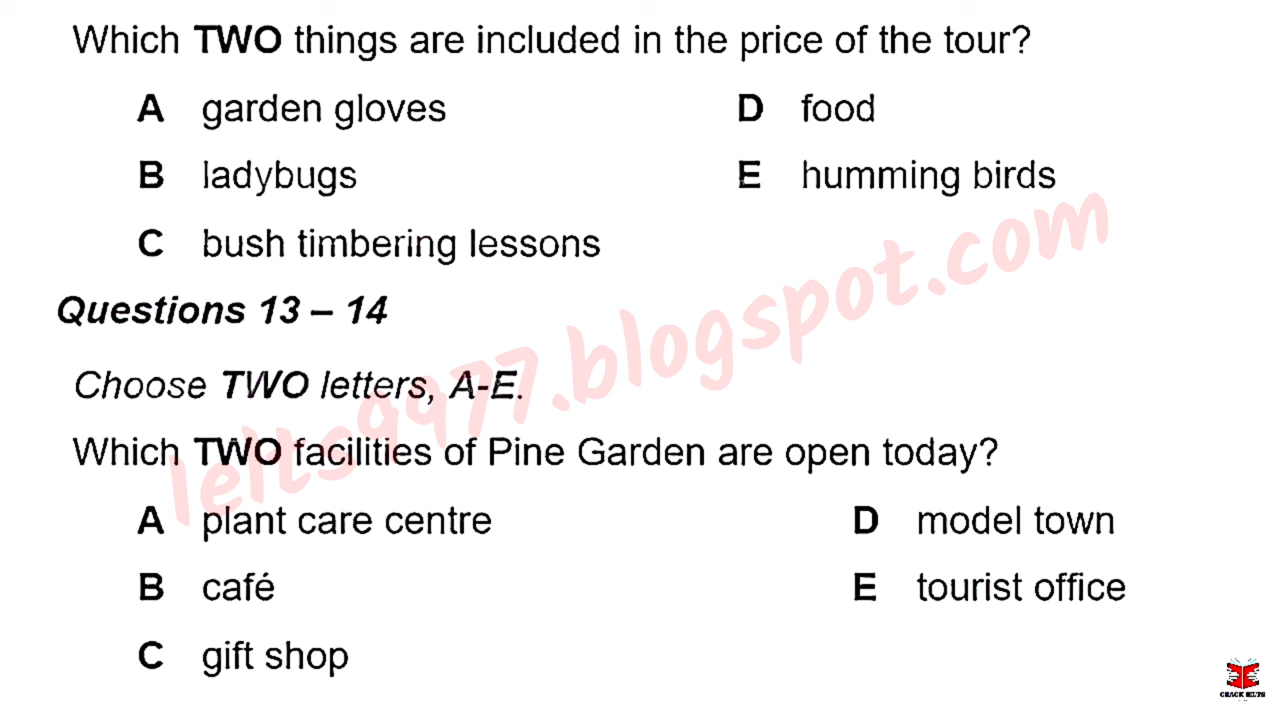 Which TWO things are included in the price of the tour?
A garden gloves
B ladybugs
C bush timbering lessons
D food
E humming birds
Questions 13 – 14
Choose TWO letters, A-E.
Which TWO facilities of Pine Garden are open today?
A plant care centre
B café
C gift shop
D model town
E tourist office
Ielts9977.blogspot.com
CRACK IELTS